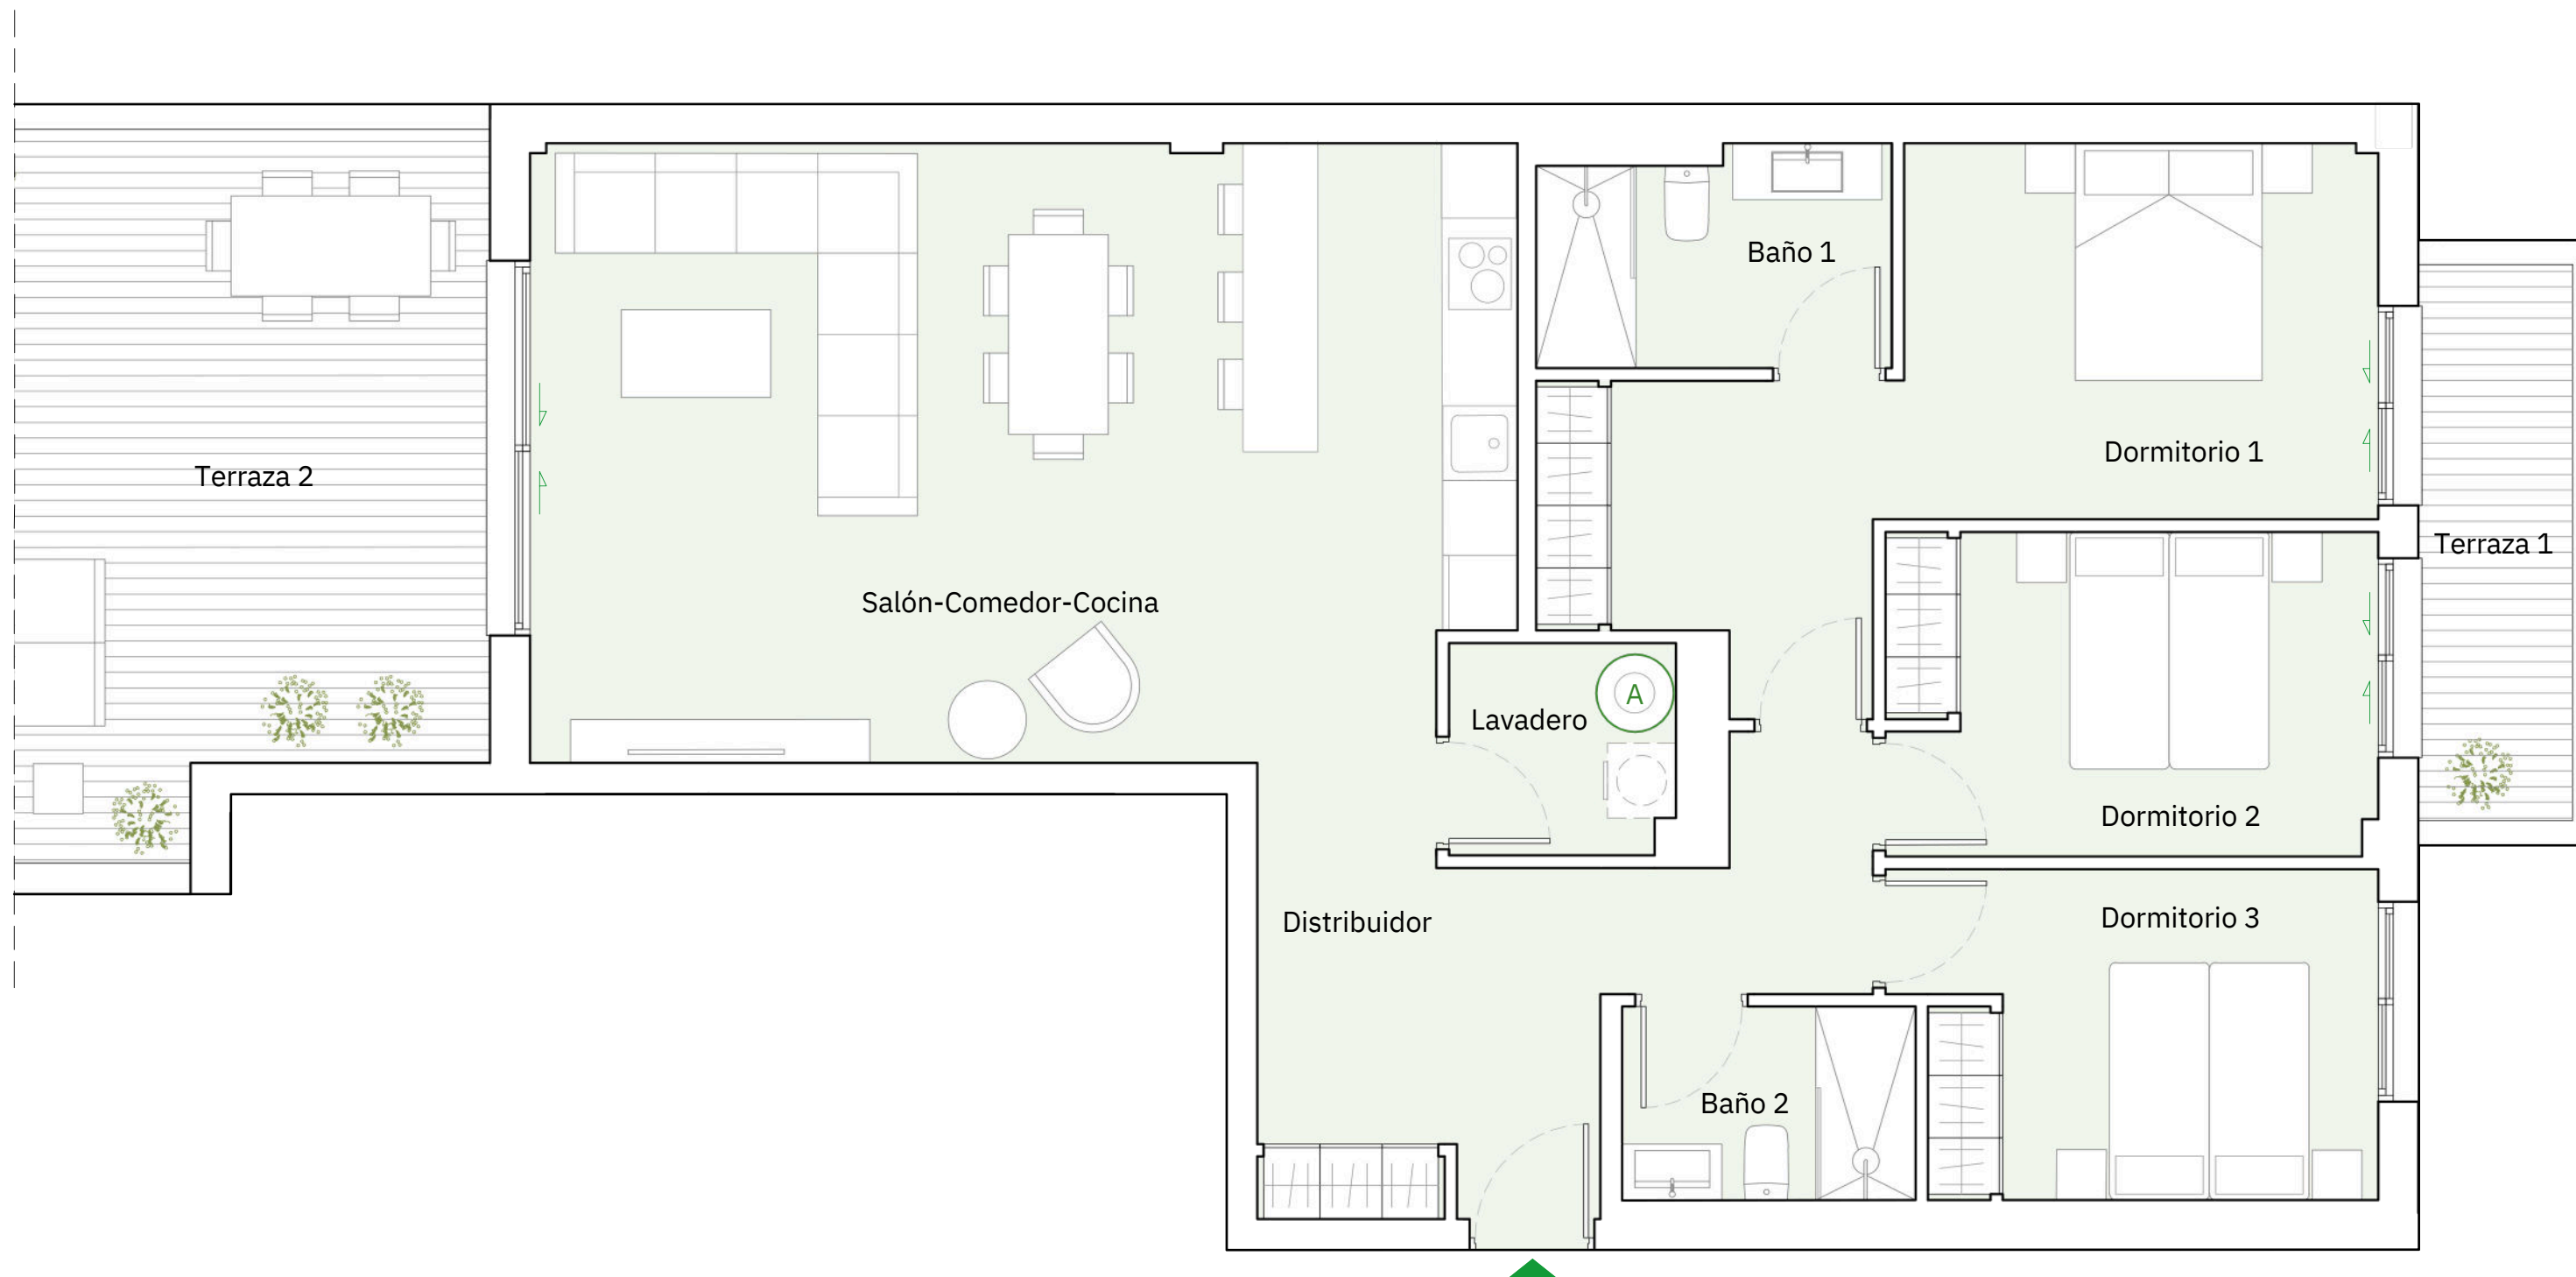 Baño 1
Dormitorio 1
Terraza 2
Terraza 1
Salón-Comedor-Cocina
Lavadero
A
Dormitorio 2
Distribuidor
Dormitorio 3
Baño 2